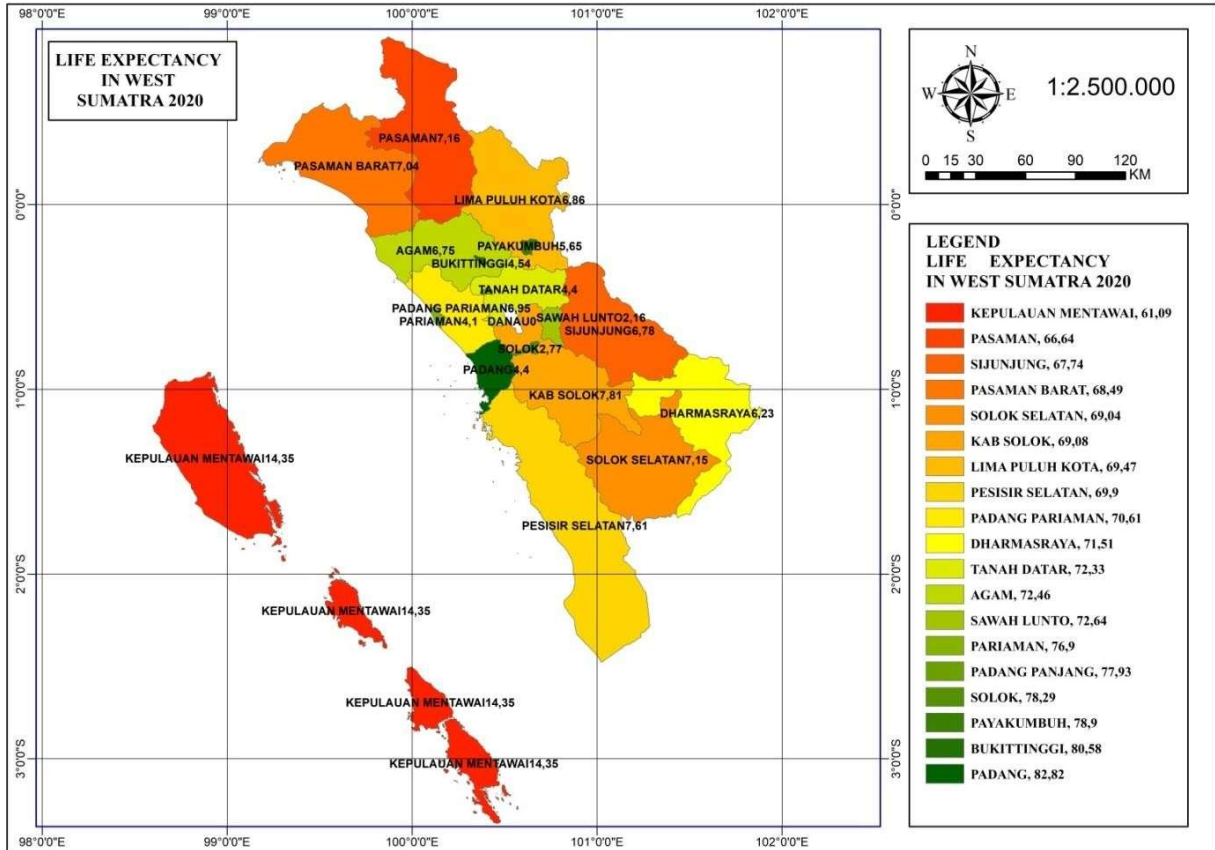 98°0'0"E 99°0'0"E 100°0'0"E 101°0'0"E 102°0'0"E
LIFE EXPECTANCY
IN WEST
SUMATRA 2020
N
W E
S
1:2.500.000
0 15 30 60 90 120
KM
0°0'0"
1°0'0"S
2°0'0"S
3°0'0"S
0°0'0"
1°0'0"S
2°0'0"S
3°0'0"S
PASAMAN7,16
PASAMAN BARAT7,04
LIMA PULUH KOTA6,86
PAYAKUMBUH5,65
AGAM6,75
BUKITTINGGI4,54
TANAH DATAR4,4
PADANG PARIAMAN6,95
PARIAMAN4,1
DANAU0
SAWAH LUNTO2,16
SIJUNJUNG6,78
SOLOK2,77
PADANG4,4
KAB SOLOK7,81
DHARMASRAYA6,23
SOLOK SELATAN7,15
PESISIR SELATAN7,61
KEPULAUAN MENTAWAI14,35
KEPULAUAN MENTAWAI14,35
KEPULAUAN MENTAWAI14,35
KEPULAUAN MENTAWAI14,35
LEGEND
LIFE EXPECTANCY
IN WEST SUMATRA 2020
KEPULAUAN MENTAWAI, 61,09
PASAMAN, 66,64
SIJUNJUNG, 67,74
PASAMAN BARAT, 68,49
SOLOK SELATAN, 69,04
KAB SOLOK, 69,08
LIMA PULUH KOTA, 69,47
PESISIR SELATAN, 69,9
PADANG PARIAMAN, 70,61
DHARMASRAYA, 71,51
TANAH DATAR, 72,33
AGAM, 72,46
SAWAH LUNTO, 72,64
PARIAMAN, 76,9
PADANG PANJANG, 77,93
SOLOK, 78,29
PAYAKUMBUH, 78,9
BUKITTINGGI, 80,58
PADANG, 82,82
98°0'0"E 99°0'0"E 100°0'0"E 101°0'0"E 102°0'0"E